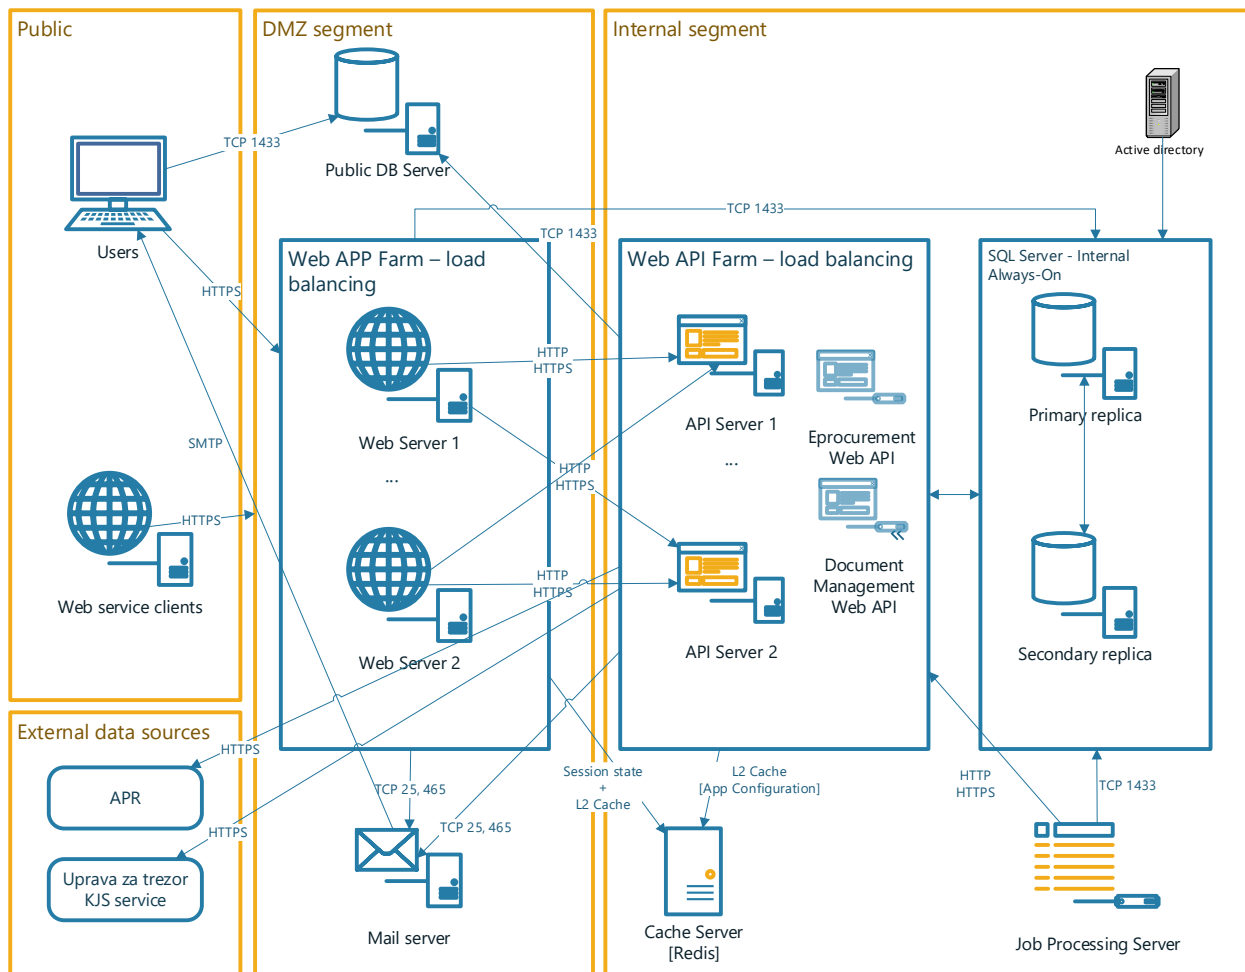 Public
DMZ segment
Internal segment
TCP 1433
Public DB Server
Active directory
Users
TCP 1433
TCP 1433
Web APP Farm – load
balancing
Web API Farm – load balancing
SQL Server - Internal
Always-On
HTTPS
HTTP
HTTPS
Web Server 1
API Server 1
Primary replica
Eprocurement
Web API
SMTP
...
...
HTTP
HTTPS
HTTPS
Web service clients
HTTP
HTTPS
Document
Management
Web API
Web Server 2
API Server 2
Secondary replica
External data sources
HTTPS
APR
Session state
+
L2 Cache
L2 Cache
[App Configuration]
HTTP
HTTPS
TCP 1433
TCP 25, 465
TCP 25, 465
HTTPS
Uprava za trezor
KJS service
Mail server
Cache Server
[Redis]
Job Processing Server